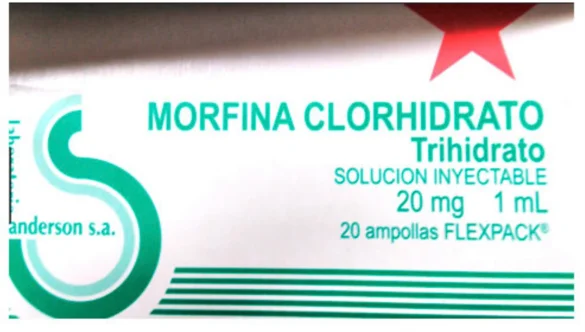 MORFINA CLORHIDRATO
Trihidrato
SOLUCION INYECTABLE
20 mg 1 mL
20 ampollas FLEXPACK®
anderson s.a.